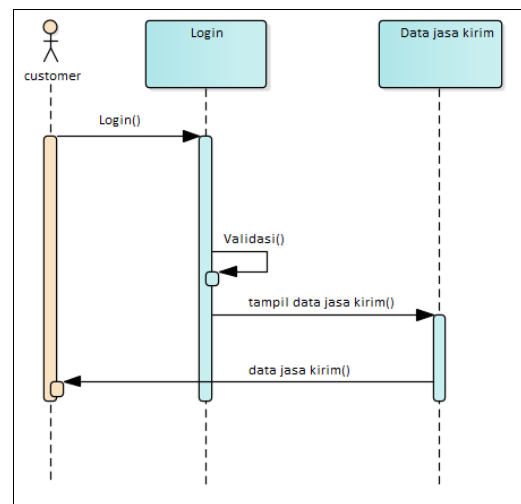 Login
Data jasa kirim
customer
Login()
Validasi()
tampil data jasa kirim()
data jasa kirim()